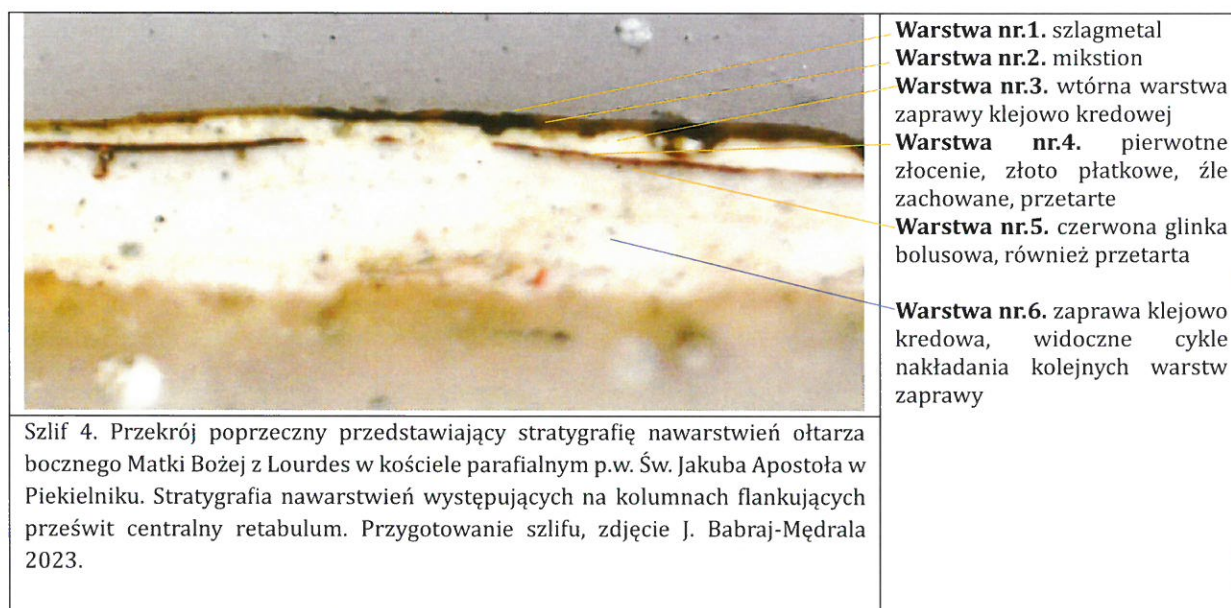 Warstwa nr.1. szlagmetal
Warstwa nr.2. mikstion
Warstwa nr.3. wtórna warstwa
zaprawy klejowo kredowej
Warstwa nr.4. pierwotne
złocenie, złoto płatkowe, źle
zachowane, przetarte
Warstwa nr.5. czerwona glinka
bolusowa, również przetarta
Warstwa nr.6. zaprawa klejowo
kredowa, widoczne cykle
nakładania kolejnych warstw
zaprawy
Szlif 4. Przekrój poprzeczny przedstawiający stratygrafię nawarstwień ołtarza
bocznego Matki Bożej z Lourdes w kościele parafialnym p.w. Św. Jakuba Apostoła w
Piekielniku. Stratygrafia nawarstwień występujących na kolumnach flankujących
prześwit centralny retabulum. Przygotowanie szlifu, zdjęcie J. Babraj-Mędrala
2023.